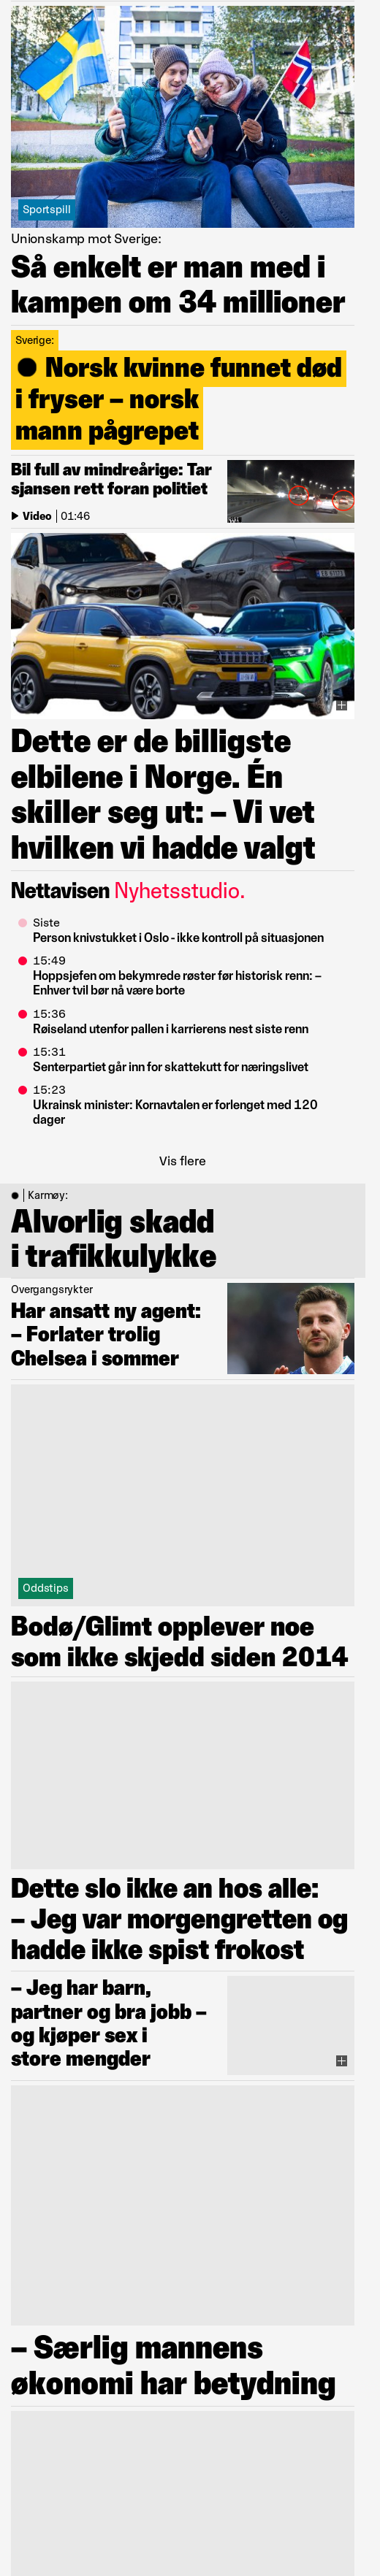 Sportspill
Unionskamp mot Sverige:
Så enkelt er man med i
kampen om 34 millioner
Sverige:
Norsk kvinne funnet død
i fryser – norsk
mann pågrepet
Bil full av mindreårige: Tar
sjansen rett foran politiet
Video | 01:46
Dette er de billigste
elbilene i Norge. Én
skiller seg ut: – Vi vet
hvilken vi hadde valgt
Nettavisen Nyhetsstudio.
Siste
Person knivstukket i Oslo - ikke kontroll på situasjonen
15:49
Hoppsjefen om bekymrede røster før historisk renn: –
Enhver tvil bør nå være borte
15:36
Røiseland utenfor pallen i karrierens nest siste renn
15:31
Senterpartiet går inn for skattekutt for næringslivet
15:23
Ukrainsk minister: Kornavtalen er forlenget med 120
dager
Vis flere
| Karmøy:
Alvorlig skadd
i trafikkulykke
Overgangsrykter
Har ansatt ny agent:
– Forlater trolig
Chelsea i sommer
Oddstips
Bodø/Glimt opplever noe
som ikke skjedd siden 2014
Dette slo ikke an hos alle:
– Jeg var morgengretten og
hadde ikke spist frokost
– Jeg har barn,
partner og bra jobb –
og kjøper sex i
store mengder
– Særlig mannens
økonomi har betydning